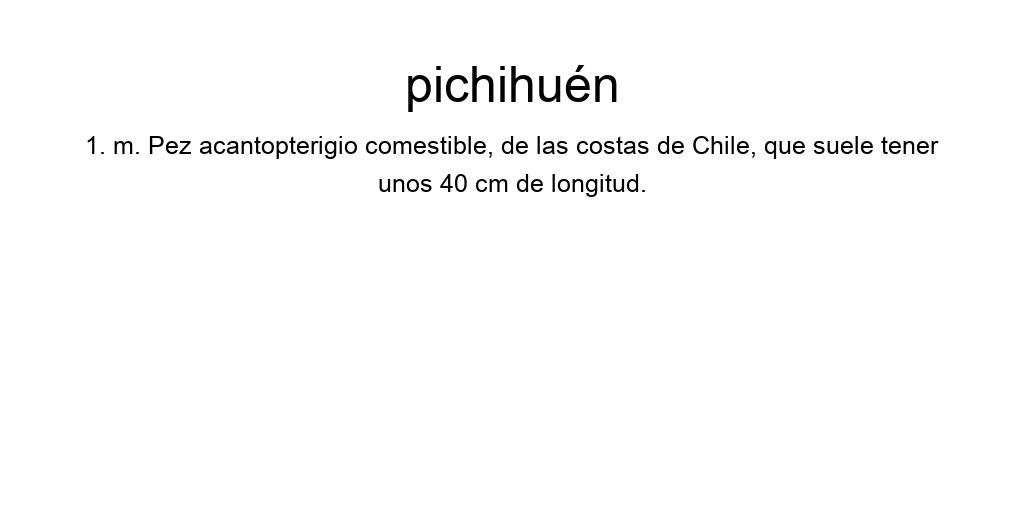 pichihuén
1. m. Pez acantopterigio comestible, de las costas de Chile, que suele tener
unos 40 cm de longitud.